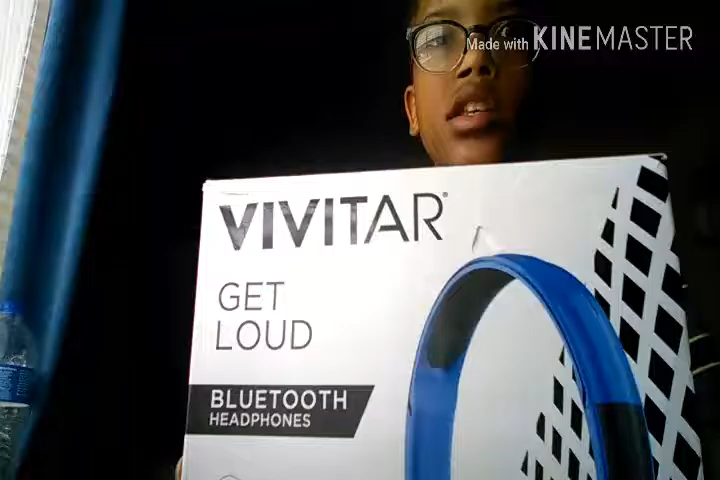 Made with KINEMASTER
VIVITAR®
GET
LOUD
BLUETOOTH
HEADPHONES